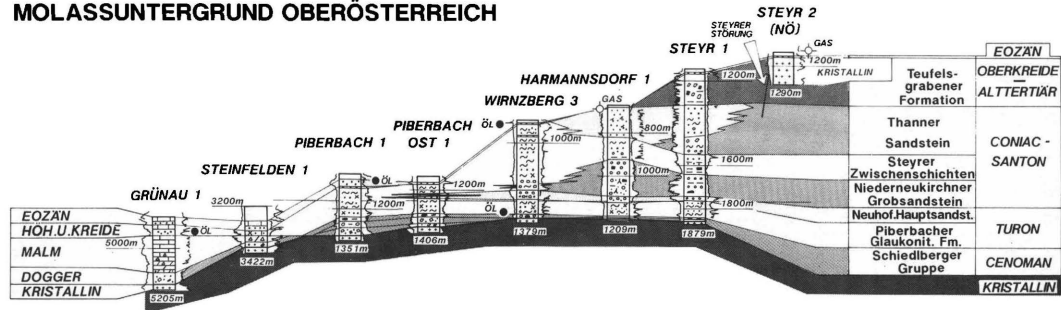 MOLASSUNTERGRUND OBERÖSTERREICH
STEYR 2
(NÖ)
STEYRER
STÖRUNG
GAS
STEYR 1
1200m
1200m
KRISTALLIN
1290m
HARMANNSDORF 1
GAS
WIRNZBERG 3
ÖL
1000m
800m
PIBERBACH
OST 1
PIBERBACH 1
ÖL
1200m
1000m
1600m
STEINFELDEN 1
3200m
1200m
ÖL
1800m
GRÜNAU 1
ÖL
5000m
5205m
3422m
1351m
1406m
1379m
1209m
1879m
EOZÄN
HÖH.U.KREIDE
MALM
DOGGER
KRISTALLIN
EOZÄN
Teufels-
grabener
Formation
OBERKREIDE
–
ALTTERTIÄR
Thanner
Sandstein
Steyrer
Zwischenschichten
Niederneukirchner
Grobsandstein
CONIAC -
SANTON
Neuhof.Hauptsandst.
Piberbacher
Glaukonit. Fm.
TURON
Schiedlberger
Gruppe
CENOMAN
KRISTALLIN